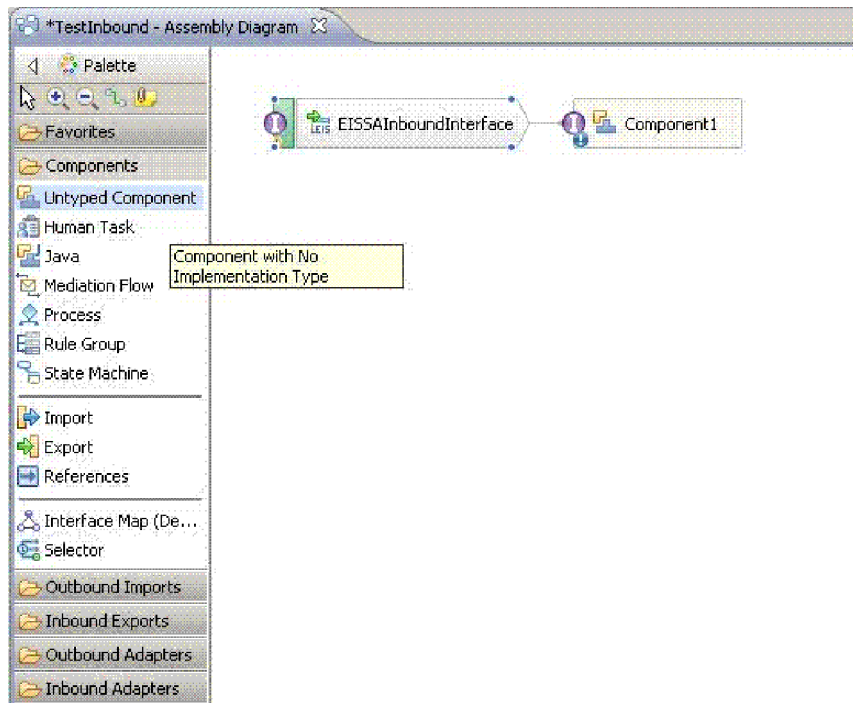 *TestInbound - Assembly Diagram
Palette
Favorites
Components
Untyped Component
Human Task
Java
Mediation Flow
Process
Rule Group
State Machine
Import
Export
References
Interface Map (De...
Selector
Outbound Imports
Inbound Exports
Outbound Adapters
Inbound Adapters
Component with No
Implementation Type
EIS EISSAInboundInterface
Component1